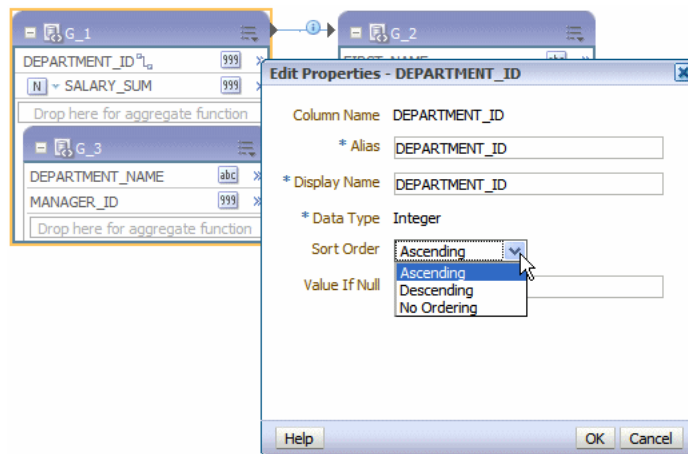 G_1
G_2
DEPARTMENT_ID
999
N SALARY_SUM
999
Drop here for aggregate function
G_3
DEPARTMENT_NAME
abc
MANAGER_ID
999
Drop here for aggregate function
Edit Properties - DEPARTMENT_ID
Column Name DEPARTMENT_ID
* Alias DEPARTMENT_ID
* Display Name DEPARTMENT_ID
* Data Type Integer
Sort Order Ascending
Ascending
Descending
No Ordering
Value If Null
Help
OK
Cancel